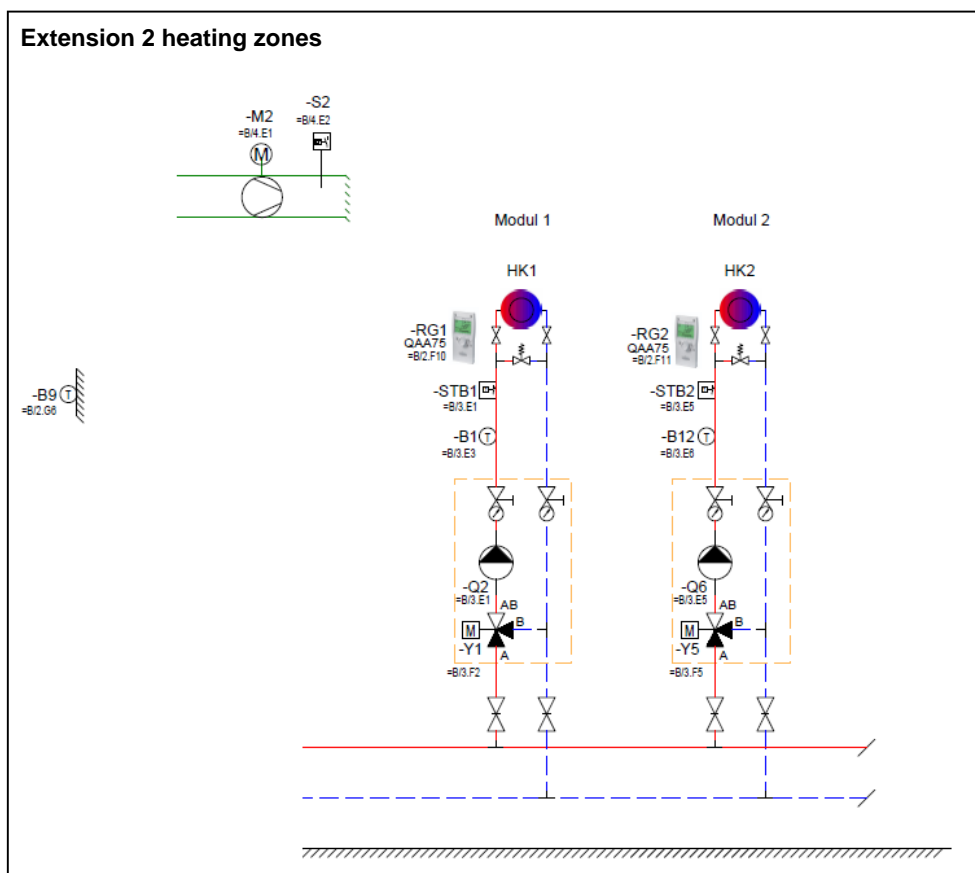 Extension 2 heating zones
-S2
=B/4.E2
-M2
=B/4.E1
M
Modul 1
Modul 2
HK1
HK2
-RG1
QAA75
=B/2.F10
-RG2
QAA75
=B/2.F11
-B9 T
=B/2.G6
-STB1
=B/3.E1
-STB2
=B/3.E5
-B1 T
=B/3.E3
-B12 T
=B/3.E6
-Q2
=B/3.E1
AB
B
M
-Y1
A
=B/3.F2
-Q6
=B/3.E5
AB
B
M
-Y5
A
=B/3.F5